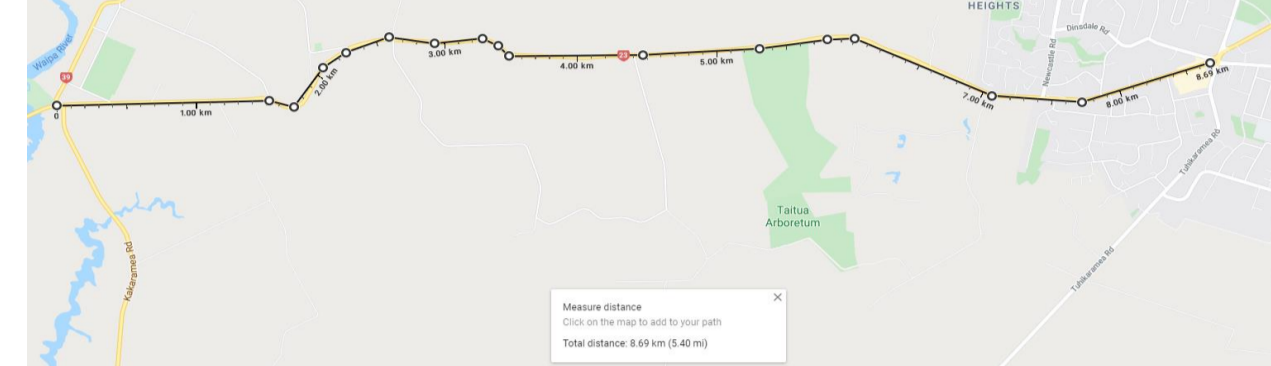 HEIGHTS
Dinsdale Rd
Newcastle Rd
Waipa River
39
0
1.00 km
2.00 km
3.00 km
4.00 km
23
5.00 km
7.00 km
8.00 km
8.69 km
Tuhikaramea Rd
Taitua
Arboretum
Kakaramea Rd
Tuhikaramea Rd
Measure distance
Click on the map to add to your path
Total distance: 8.69 km (5.40 mi)